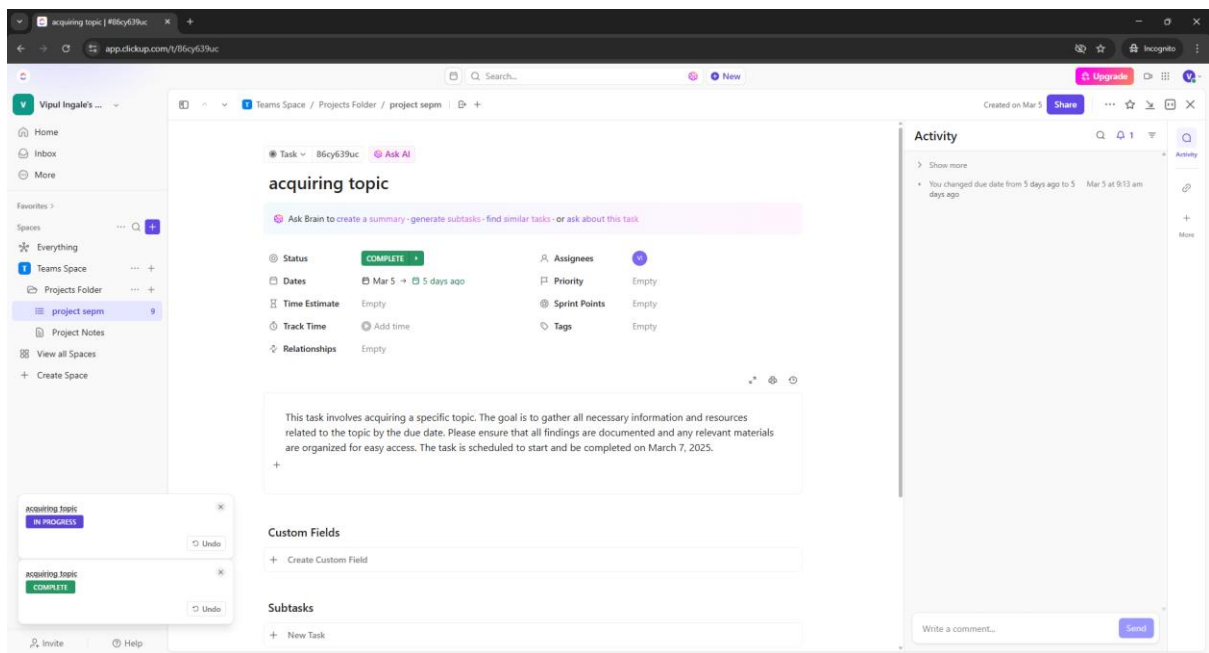 acquiring topic | #86cy639uc
app.clickup.com/t/86cy639uc
Incognito
Search...
New
Upgrade
V Vipul Ingale's ...
Teams Space / Projects Folder / project sepm
Created on Mar 5
Share
Home
Inbox
More
Favorites
Spaces
Everything
T Teams Space
Projects Folder
project sepm 9
Project Notes
View all Spaces
Create Space
Task 86cy639uc Ask AI
acquiring topic
Ask Brain to create a summary · generate subtasks · find similar tasks · or ask about this task
Status COMPLETE Assignees VI
Dates Mar 5 → 5 days ago Priority Empty
Time Estimate Empty Sprint Points Empty
Track Time Add time Tags Empty
Relationships Empty
This task involves acquiring a specific topic. The goal is to gather all necessary information and resources
related to the topic by the due date. Please ensure that all findings are documented and any relevant materials
are organized for easy access. The task is scheduled to start and be completed on March 7, 2025.
Custom Fields
+ Create Custom Field
Subtasks
+ New Task
Activity 1
Show more
You changed due date from 5 days ago to 5 Mar 5 at 9:13 am
days ago
Activity
More
Write a comment...
Send
acquiring topic
IN PROGRESS
Undo
acquiring topic
COMPLETE
Undo
Invite Help